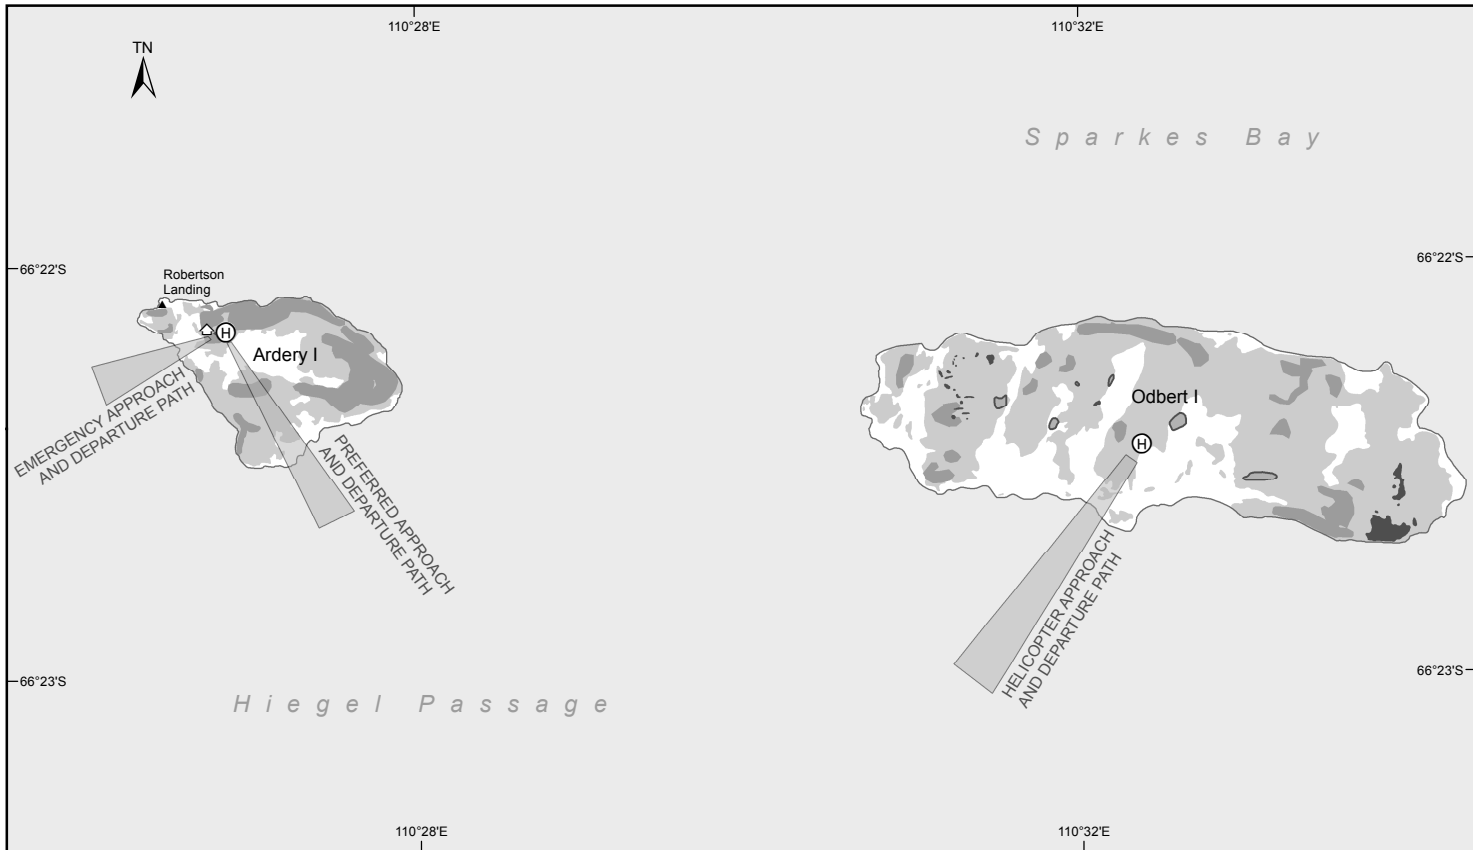 110°28'E
110°32'E
TN
Sparkes Bay
66°22'S
66°22'S
Robertson
Landing
H
Ardery I
EMERGENCY APPROACH
AND DEPARTURE PATH
PREFERRED APPROACH
AND DEPARTURE PATH
Odbert I
H
HELICOPTER APPROACH
AND DEPARTURE PATH
66°23'S
66°23'S
Hiegel Passage
110°28'E
110°32'E